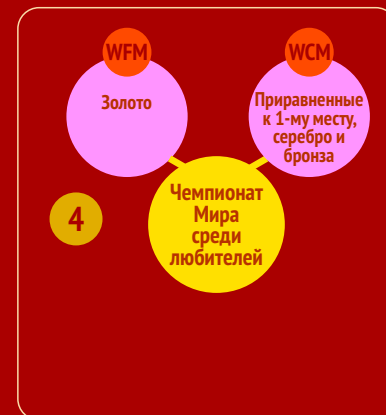 WFM
Золото
WCM
Приравненные
к 1-му месту,
серебро и
бронза
4
Чемпионат
Мира
среди
любителей